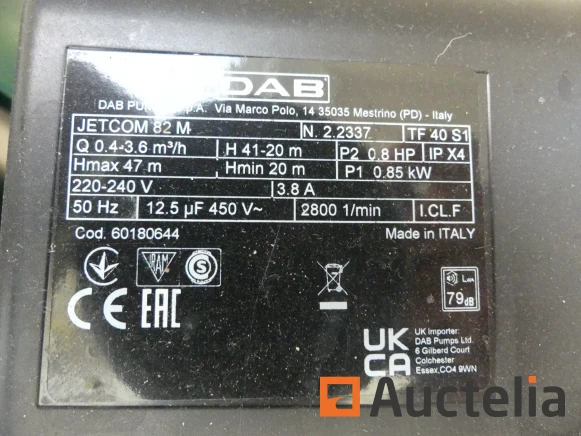 DAB
DAB PUMPS S.p.A. Via Marco Polo, 14 35035 Mestrino (PD) - Italy
JETCOM 82 M N. 2.2337 TF 40 S1
Q 0.4-3.6 m³/h H 41-20 m P2 0.8 HP IP X4
Hmax 47 m Hmin 20 m P1 0.85 kW
220-240 V 3.8 A
50 Hz 12.5 µF 450 V~ 2800 1/min I.CL.F
Cod. 60180644 Made in ITALY
IRAM S
LWA
79dB
CE EAC
UK
CA
UK Importer:
DAB Pumps Ltd.
6 Gilberd Court
Colchester
Essex,CO4 9WN
Auctelia